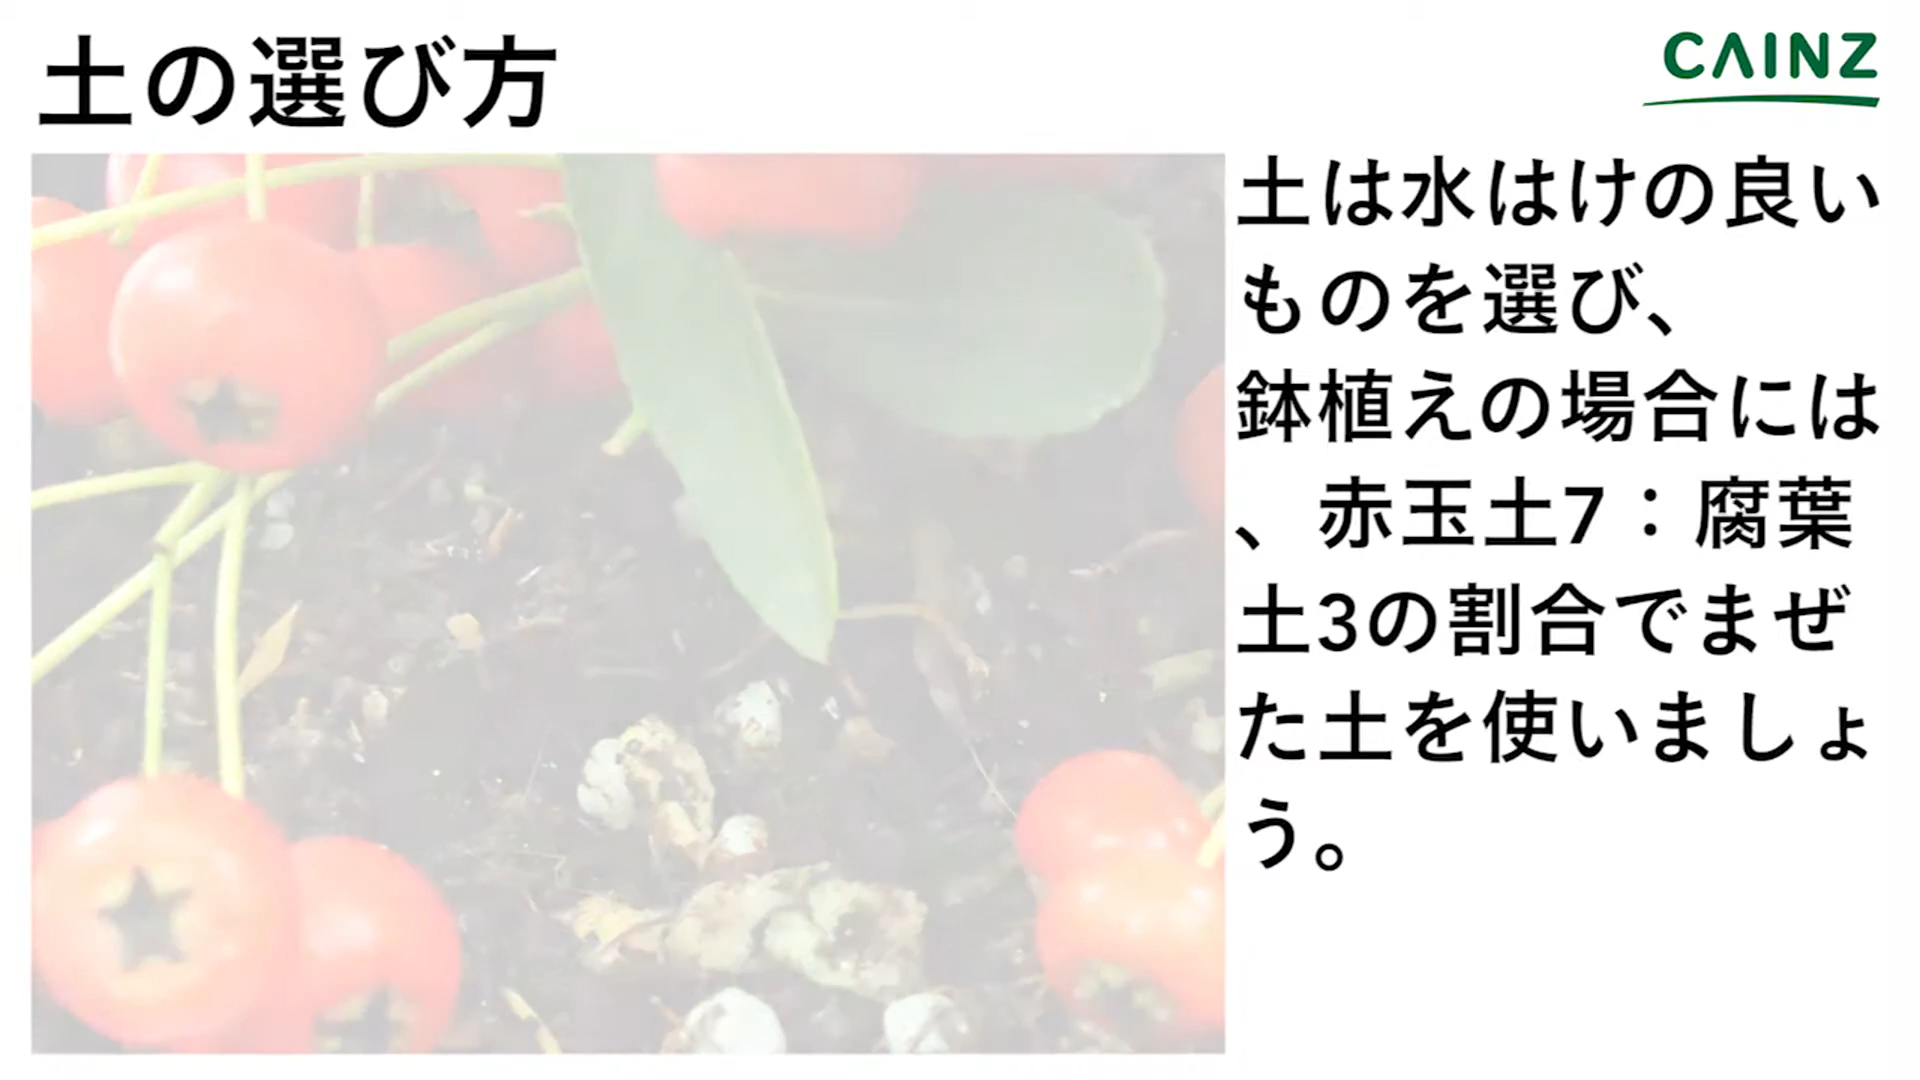 土の選び方
CAINZ
土は水はけの良い
ものを選び、
鉢植えの場合には
、赤玉土7：腐葉
土3の割合でまぜ
た土を使いましょ
う。